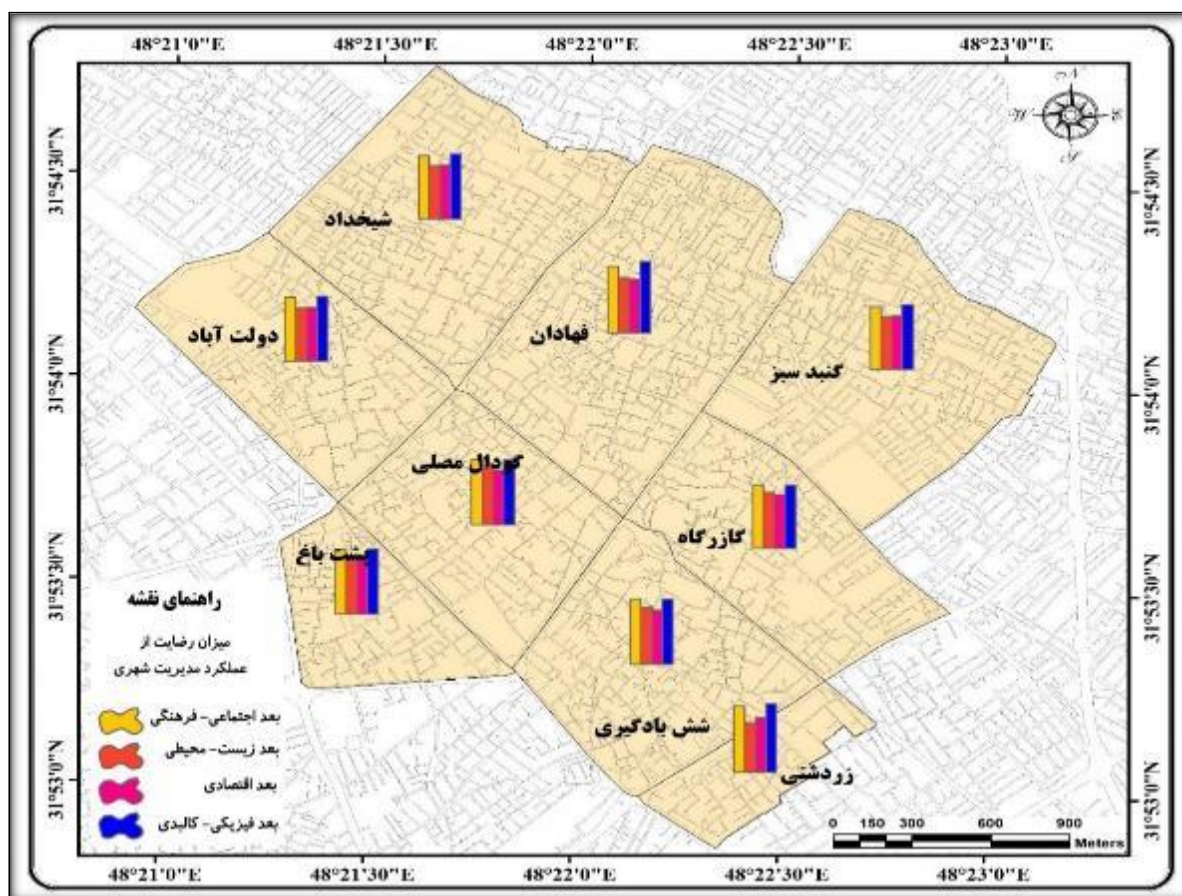 48°21'0"E 48°21'30"E 48°22'0"E 48°22'30"E 48°23'0"E
N
W E
S
31°54'30"N 31°54'30"N
شیخداد
دولت آباد
فهادان
گنبد سبز
31°54'0"N 31°54'0"N
گودال مصلی
گازرگاه
پشت باغ
31°53'30"N 31°53'30"N
راهنمای نقشه
میزان رضایت از
عملکرد مدیریت شهری
بعد اجتماعی- فرهنگی
بعد زیست- محیطی
بعد اقتصادی
بعد فیزیکی- کالبدی
شش بادگیری
زردشتی
31°53'0"N 31°53'0"N
0 150 300 600 900
Meters
48°21'0"E 48°21'30"E 48°22'0"E 48°22'30"E 48°23'0"E